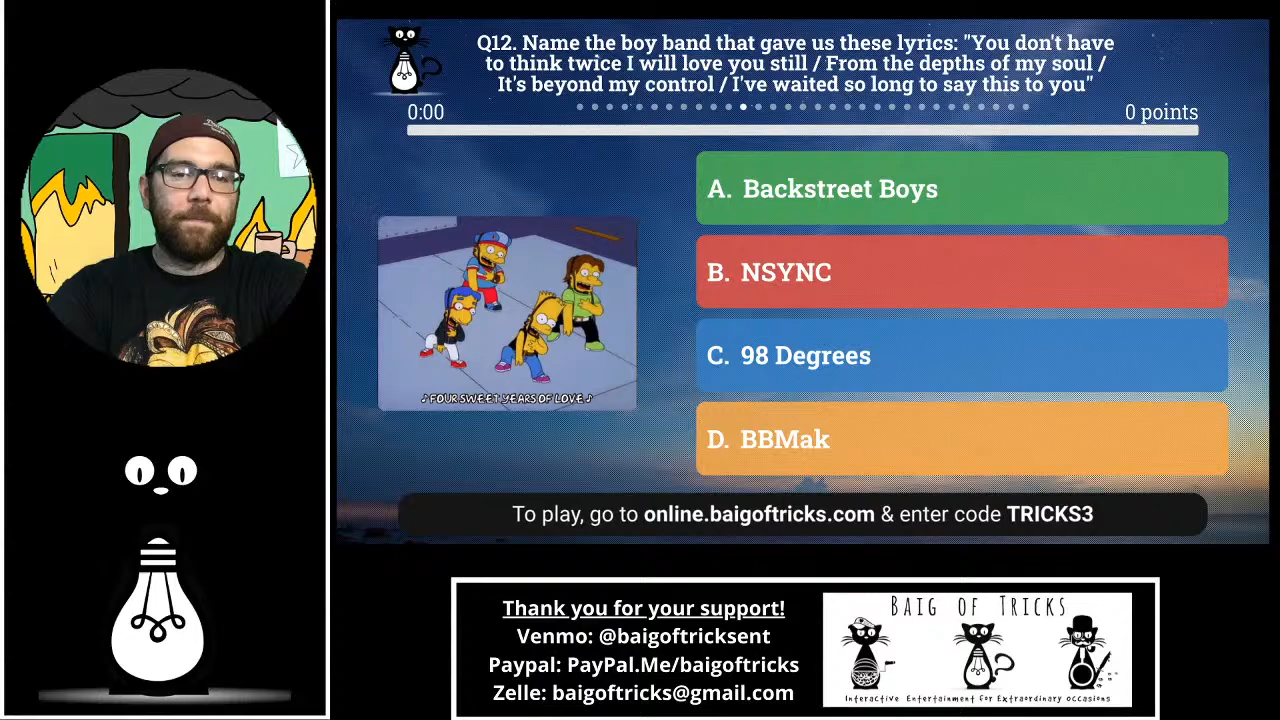 Q12. Name the boy band that gave us these lyrics: "You don't have
to think twice I will love you still / From the depths of my soul /
It's beyond my control / I've waited so long to say this to you"
0:00
0 points
A. Backstreet Boys
B. NSYNC
C. 98 Degrees
D. BBMak
♪FOUR SWEET YEARS OF LOVE♪
To play, go to online.baigoftricks.com & enter code TRICKS3
Thank you for your support!
Venmo: @baigoftricksent
Paypal: PayPal.Me/baigoftricks
Zelle: baigoftricks@gmail.com
BAIG OF TRICKS
Interactive Entertainment for Extraordinary occasions